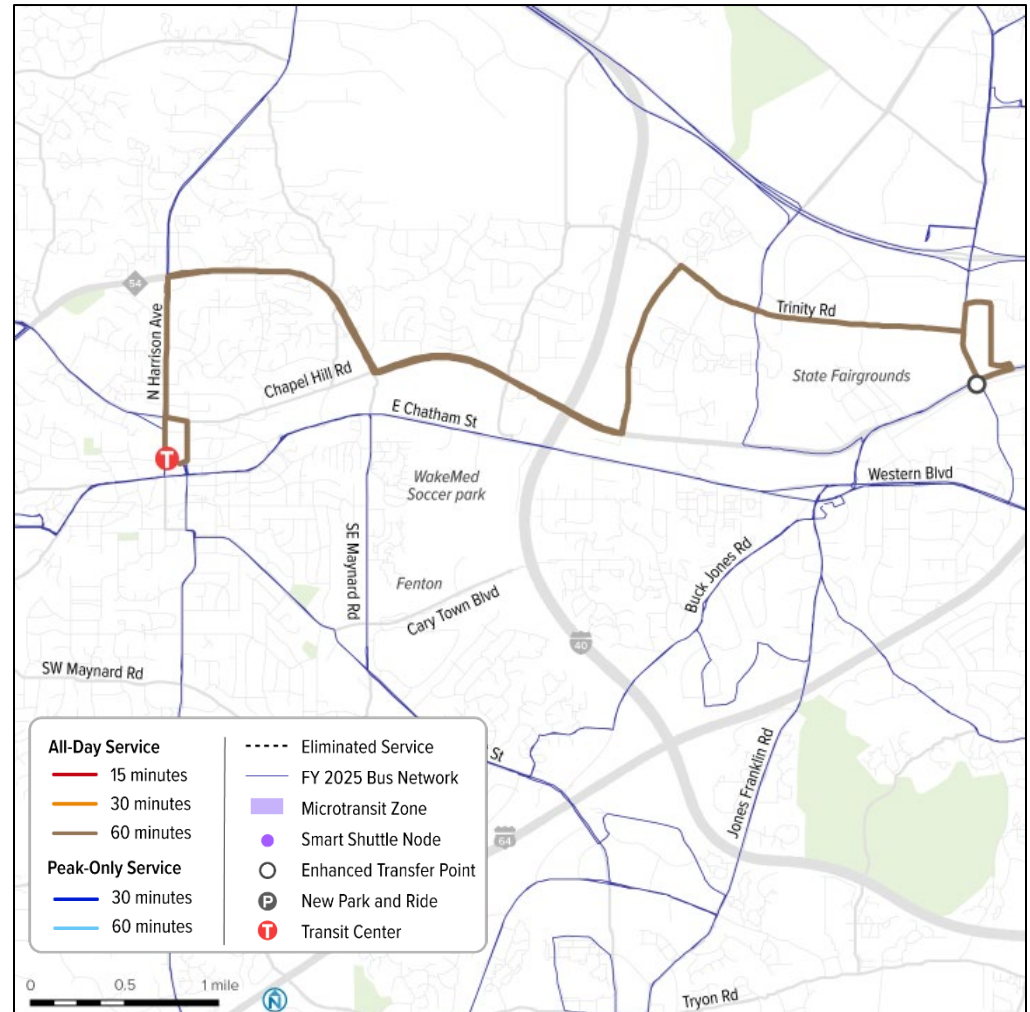 54
N Harrison Ave
Chapel Hill Rd
Trinity Rd
State Fairgrounds
E Chatham St
T
WakeMed
Soccer park
Western Blvd
SE Maynard Rd
Buck Jones Rd
Fenton
Cary Town Blvd
40
SW Maynard Rd
St
Jones Franklin Rd
64
All-Day Service
15 minutes
30 minutes
60 minutes
Peak-Only Service
30 minutes
60 minutes
Eliminated Service
FY 2025 Bus Network
Microtransit Zone
Smart Shuttle Node
Enhanced Transfer Point
P New Park and Ride
T Transit Center
0 0.5 1 mile
N
Tryon Rd